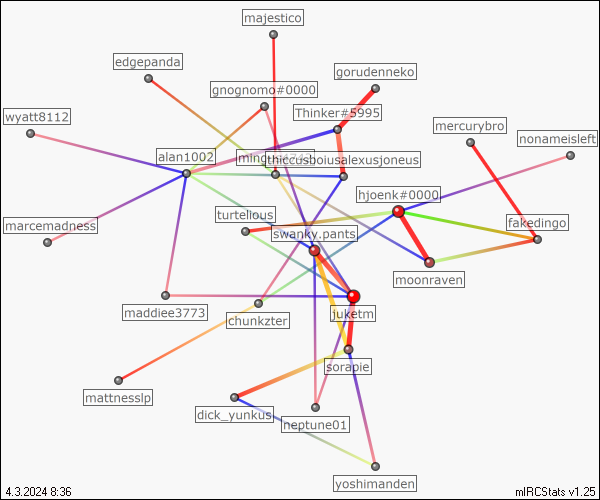 majestico
edgepanda
gorudenneko
gnognomo#0000
Thinker#5995
wyatt8112
mercurybro
nonameisleft
alan1002
thiccusboiusalexusjoneus
hjoenk#0000
turtellous
fakedingo
marcemadness
swanky.pants
moonraven
maddiee3773
chunkzter
juketm
sorapie
mattnesslp
dick_yunkus
neptune01
yoshimanden
4.3.2024 8:36
mIRCStats v1.25